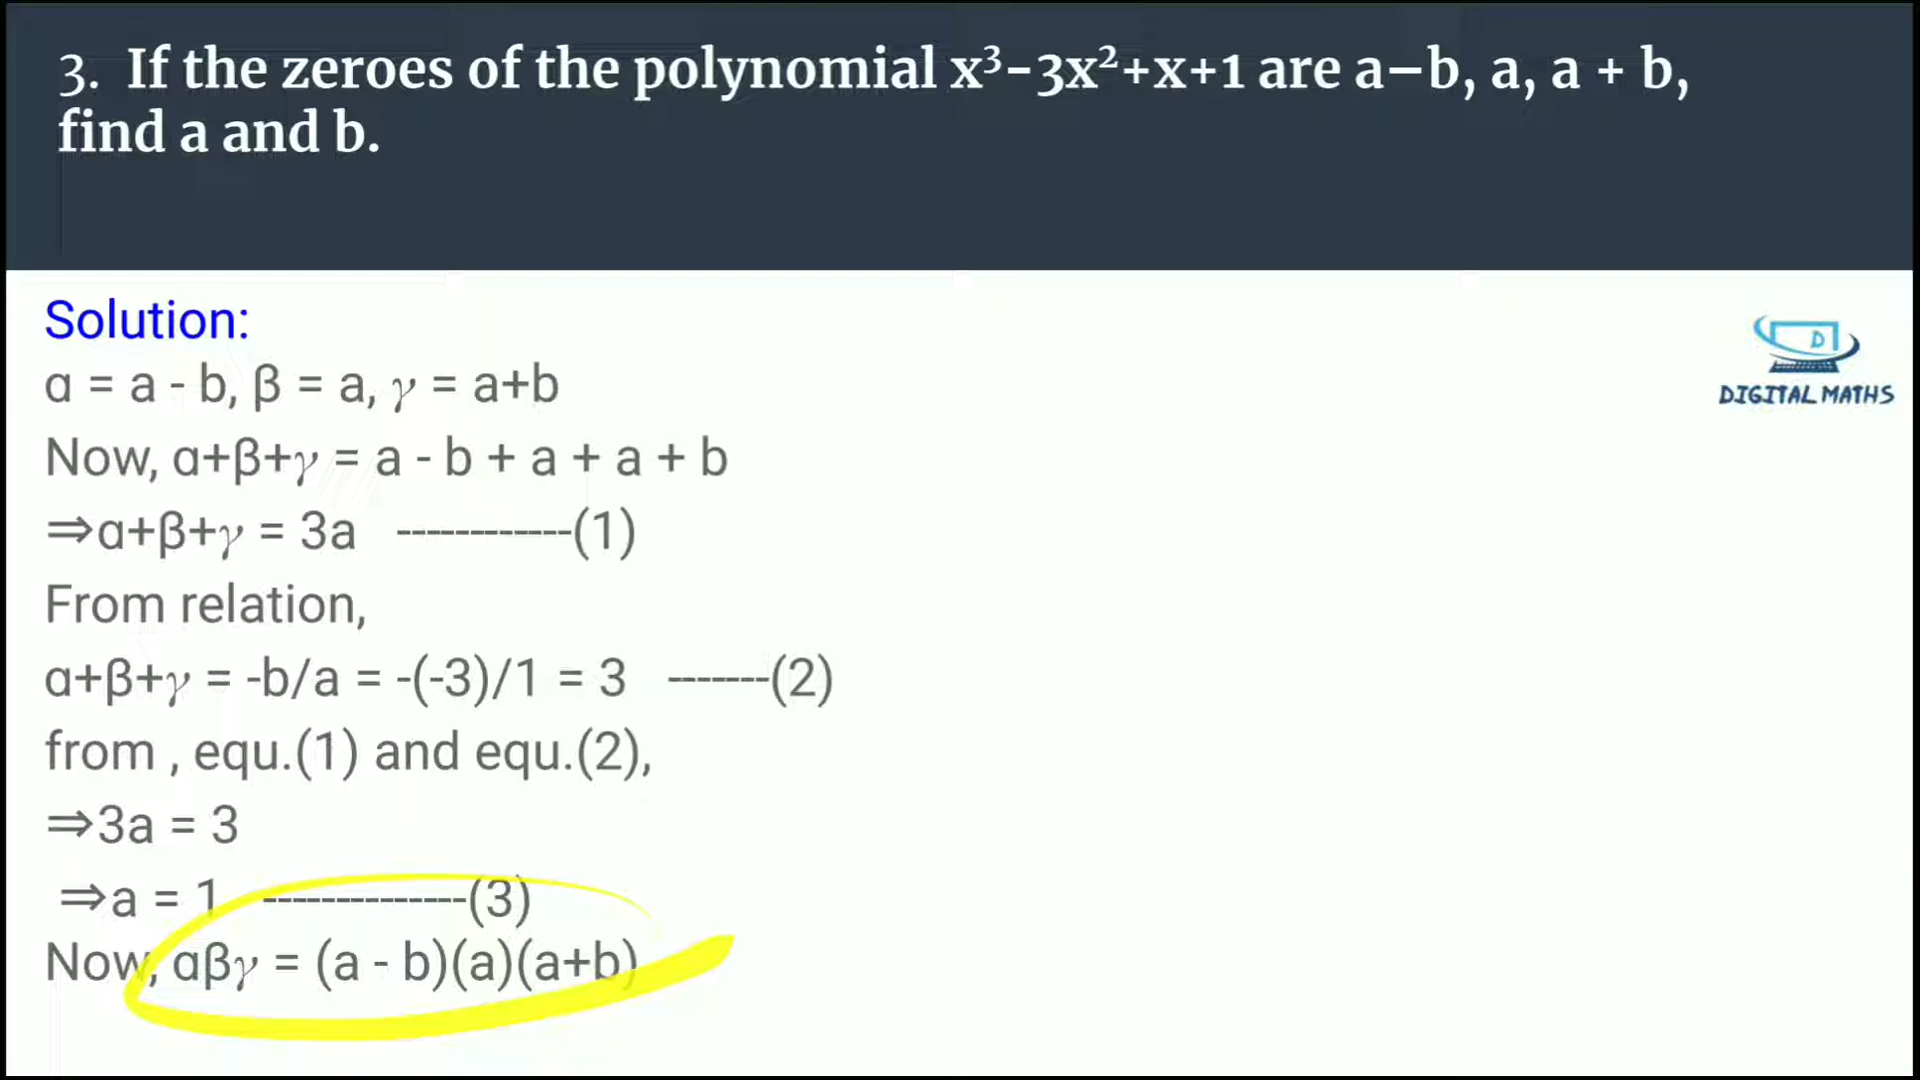 3. If the zeroes of the polynomial x³-3x²+x+1 are a–b, a, a + b,
find a and b.
Solution:
α = a - b, β = a, γ = a+b
Now, α+β+γ = a - b + a + a + b
⇒α+β+γ = 3a ------------(1)
From relation,
α+β+γ = -b/a = -(-3)/1 = 3 -------(2)
from , equ.(1) and equ.(2),
⇒3a = 3
⇒a = 1 --------------(3)
Now, αβγ = (a - b)(a)(a+b)
D
DIGITAL MATHS